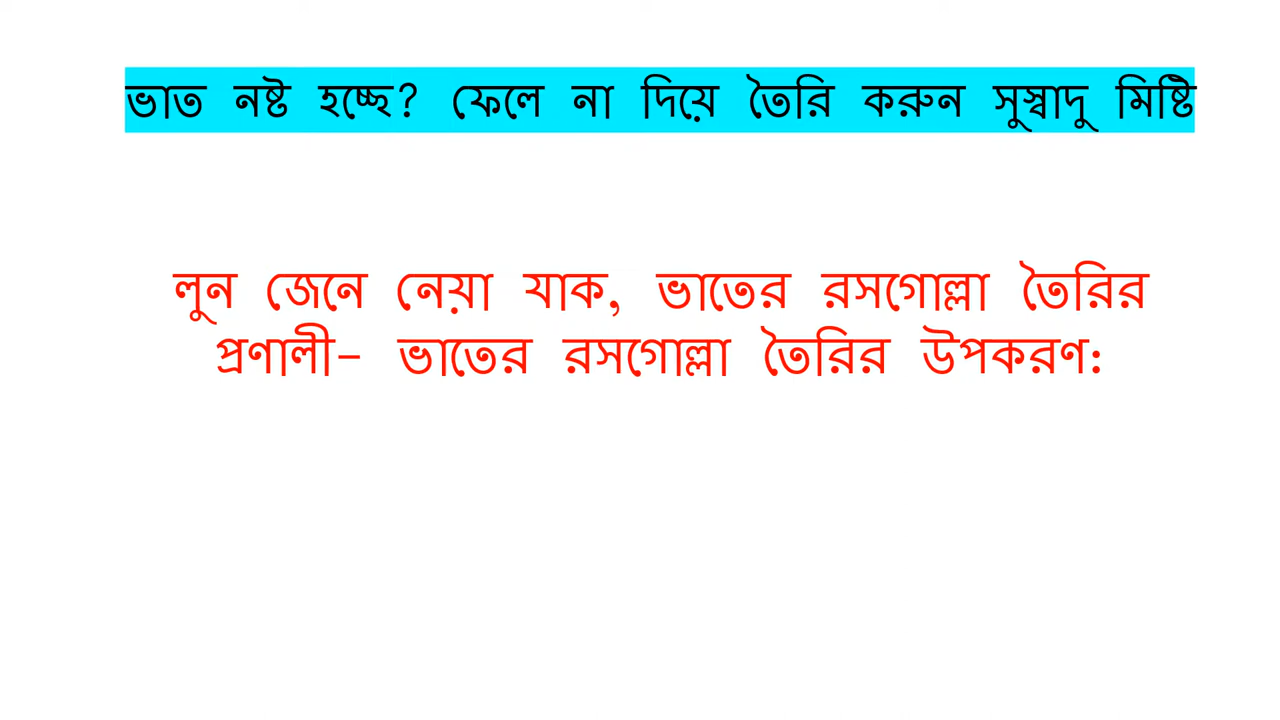 ভাত নষ্ট হচ্ছে? ফেলে না দিয়ে তৈরি করুন সুস্বাদু মিষ্টি
লুন জেনে নেয়া যাক, ভাতের রসগোল্লা তৈরির
প্রণালী- ভাতের রসগোল্লা তৈরির উপকরণ: